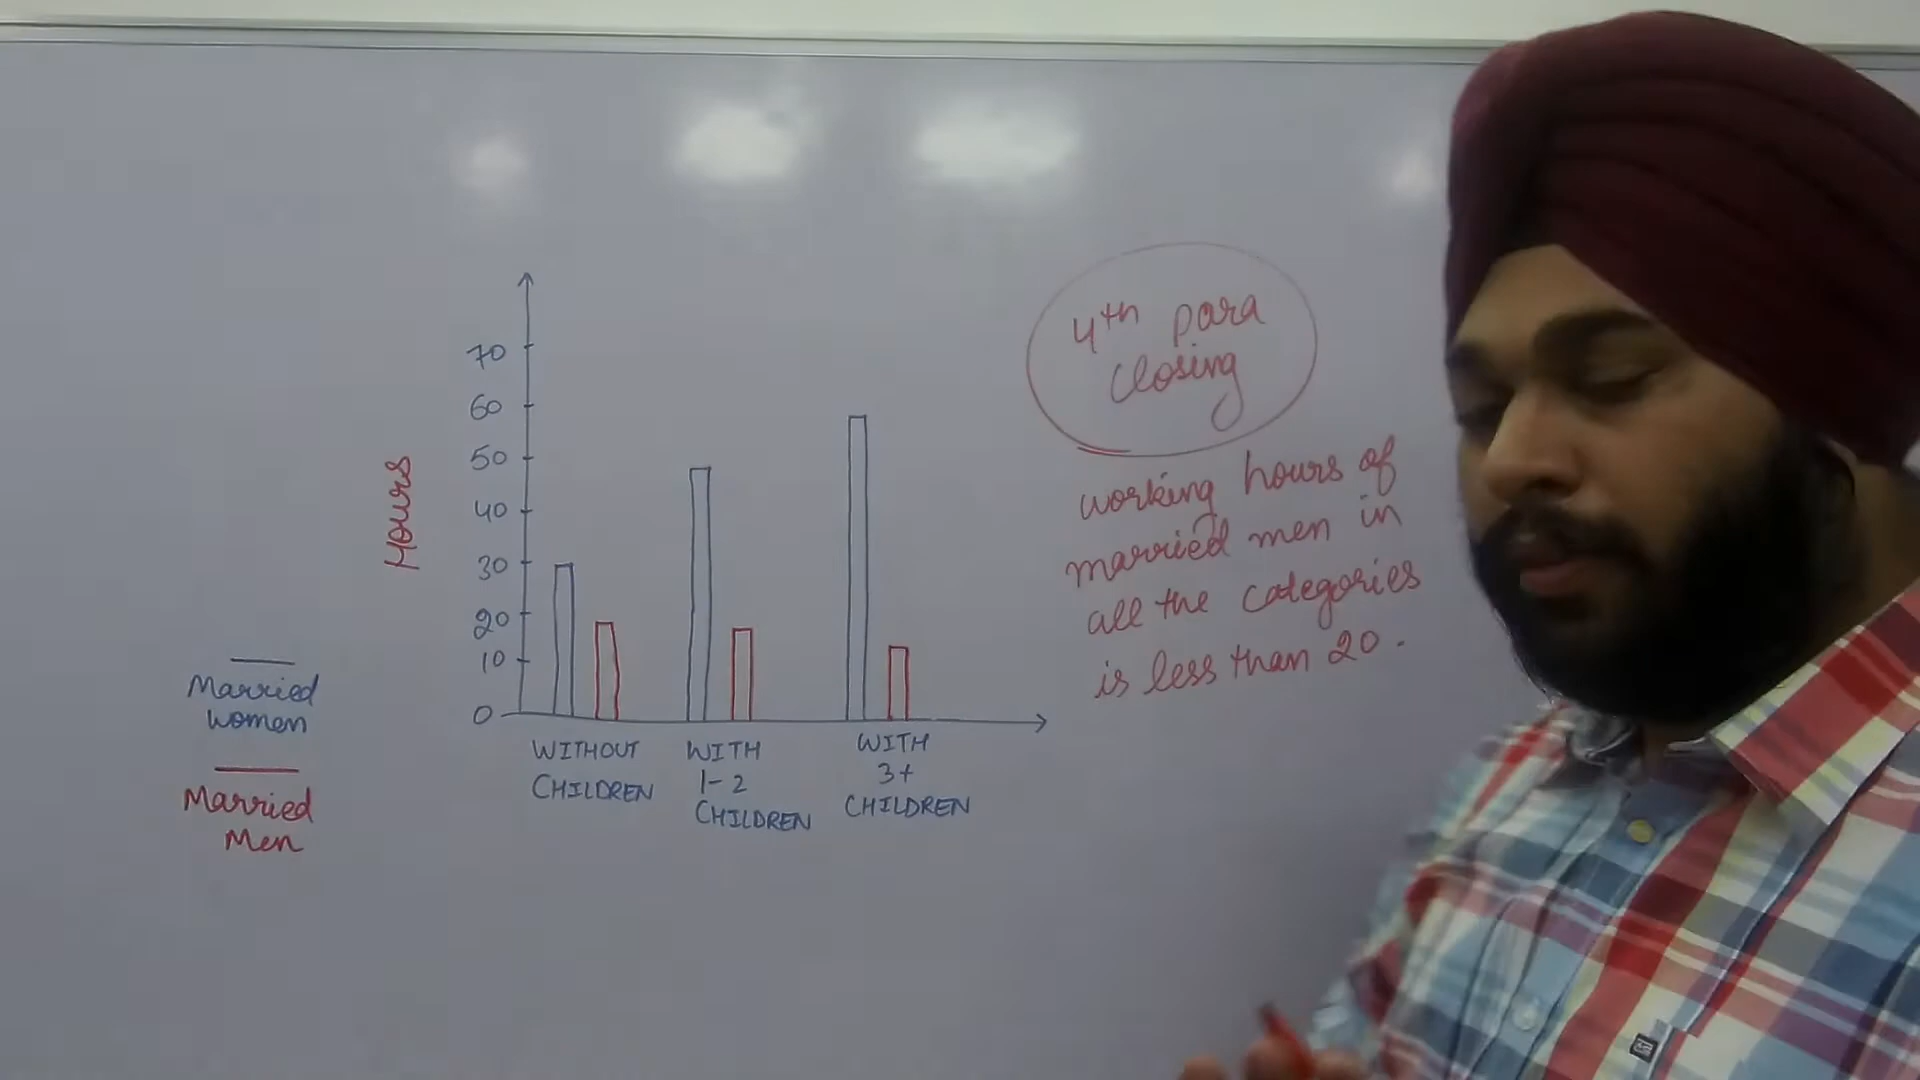 70
60
50
40
30
20
10
0
Hours
Married
women
Married
Men
WITHOUT
CHILDREN
WITH
1-2
CHILDREN
WITH
3+
CHILDREN
4th para
closing
working hours of
married men in
all the categories
is less than 20.